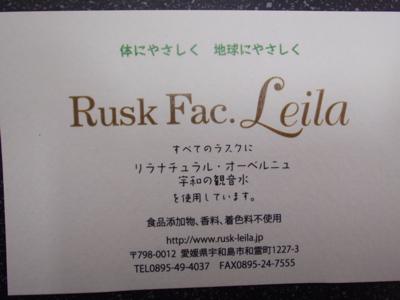 体にやさしく 地球にやさしく
Rusk Fac. Leila
すべてのラスクに
リラナチュラル・オーベルニュ
宇和の観音水
を使用しています。
食品添加物、香料、着色料不使用
http://www.rusk-leila.jp
〒798-0012 愛媛県宇和島市和霊町1227-3
TEL0895-49-4037 FAX0895-24-7555